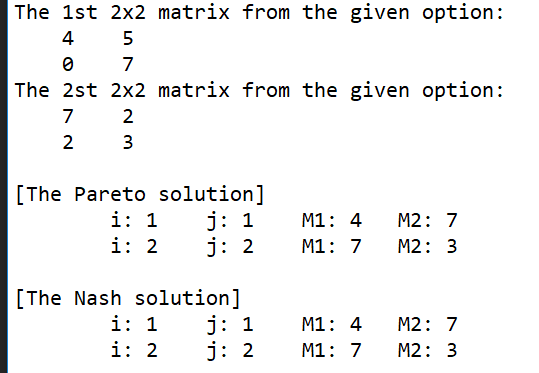 The 1st 2x2 matrix from the given option:
4 5
0 7
The 2st 2x2 matrix from the given option:
7 2
2 3
[The Pareto solution]
i: 1 j: 1 M1: 4 M2: 7
i: 2 j: 2 M1: 7 M2: 3
[The Nash solution]
i: 1 j: 1 M1: 4 M2: 7
i: 2 j: 2 M1: 7 M2: 3